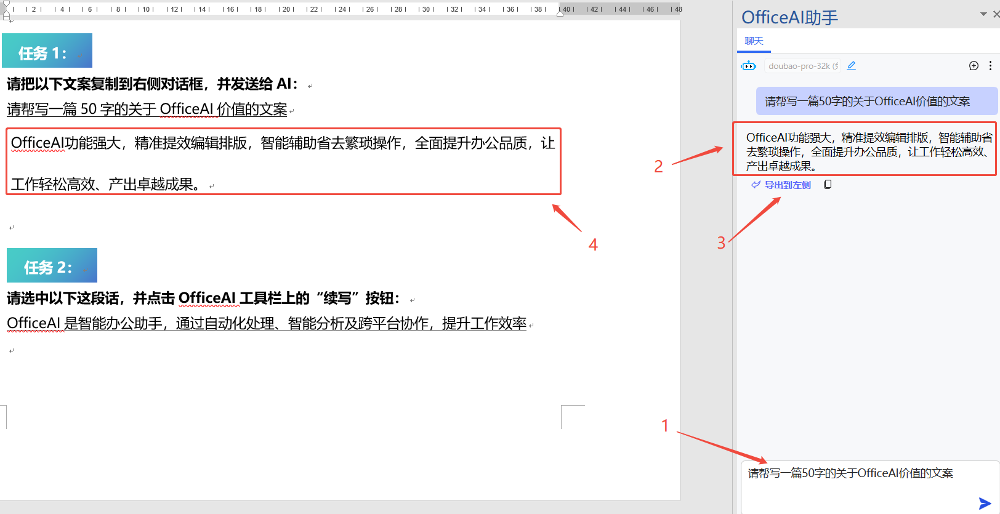 2 4 6 8 10 12 14 16 18 20 22 24 26 28 30 32 34 36 38 40 42 44 46 48
任务 1：
请把以下文案复制到右侧对话框，并发送给 AI：
请帮写一篇 50 字的关于 OfficeAI 价值的文案
OfficeAI功能强大，精准提效编辑排版，智能辅助省去繁琐操作，全面提升办公品质，让
工作轻松高效、产出卓越成果。
4
任务 2：
请选中以下这段话，并点击 OfficeAI 工具栏上的“续写”按钮：
OfficeAI 是智能办公助手，通过自动化处理、智能分析及跨平台协作，提升工作效率
OfficeAI助手
聊天
doubao-pro-32k
请帮写一篇50字的关于OfficeAI价值的文案
2
OfficeAI功能强大，精准提效编辑排版，智能辅助省
去繁琐操作，全面提升办公品质，让工作轻松高效、
产出卓越成果。
导出到左侧
3
1
请帮写一篇50字的关于OfficeAI价值的文案